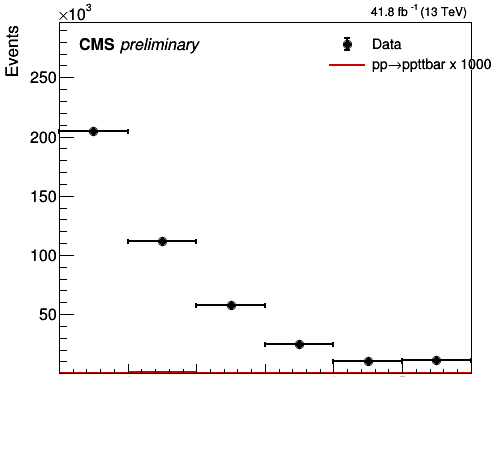 ×10³
41.8 fb⁻¹ (13 TeV)
Events
CMS preliminary
Data
pp→ppttbar x 1000
250
200
150
100
50